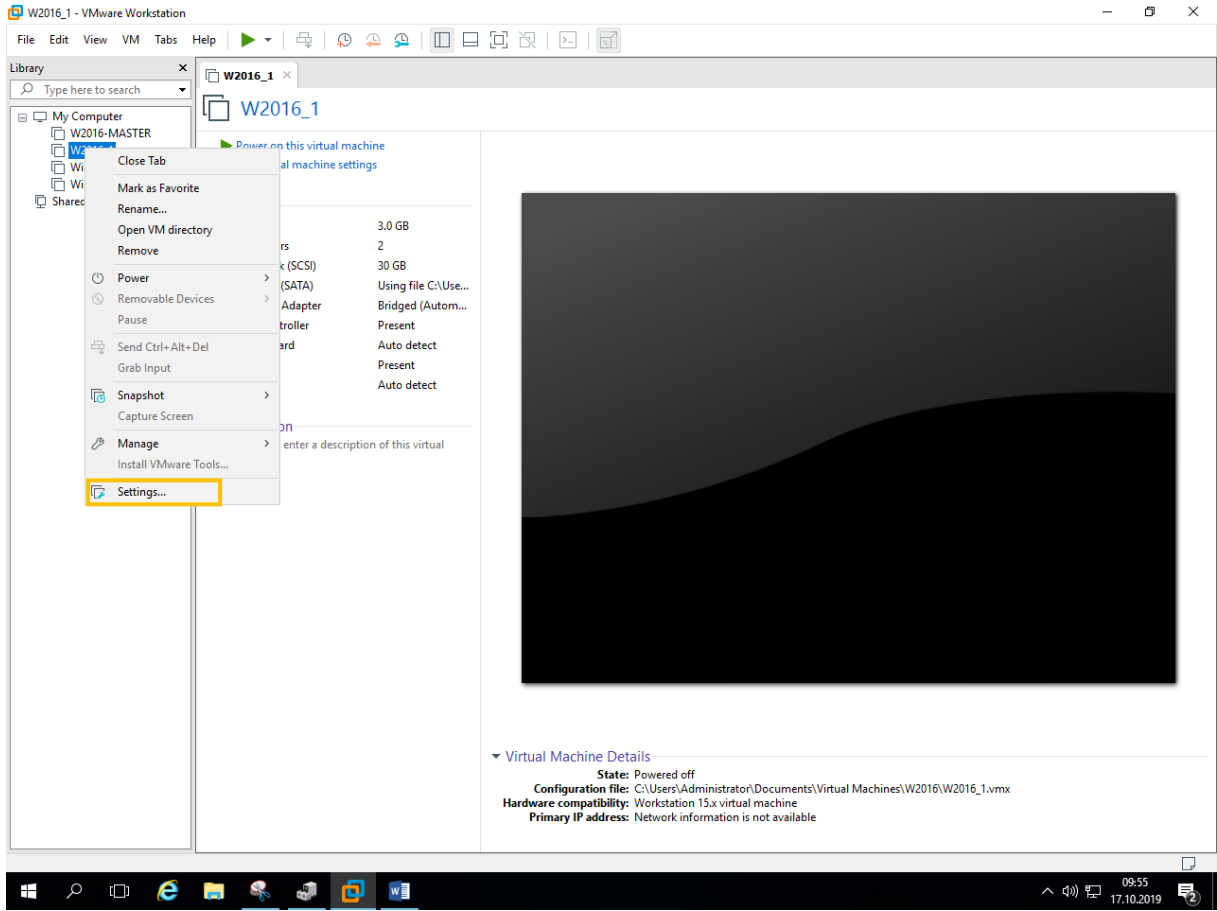 W2016_1 - VMware Workstation
File Edit View VM Tabs Help
Library
Type here to search
My Computer
W2016-MASTER
Wi
Wi
Shared
Close Tab
Mark as Favorite
Rename...
Open VM directory
Remove
Power
Removable Devices
Pause
Send Ctrl+Alt+Del
Grab Input
Snapshot
Capture Screen
Manage
Install VMware Tools...
Settings...
W2016_1
W2016_1
Power on this virtual machine
al machine settings
3.0 GB
rs 2
(SCSI) 30 GB
(SATA) Using file C:\Use...
Adapter Bridged (Autom...
troller Present
ard Auto detect
Present
Auto detect
on
enter a description of this virtual
Virtual Machine Details
State: Powered off
Configuration file: C:\Users\Administrator\Documents\Virtual Machines\W2016\W2016_1.vmx
Hardware compatibility: Workstation 15.x virtual machine
Primary IP address: Network information is not available
09:55
17.10.2019
2